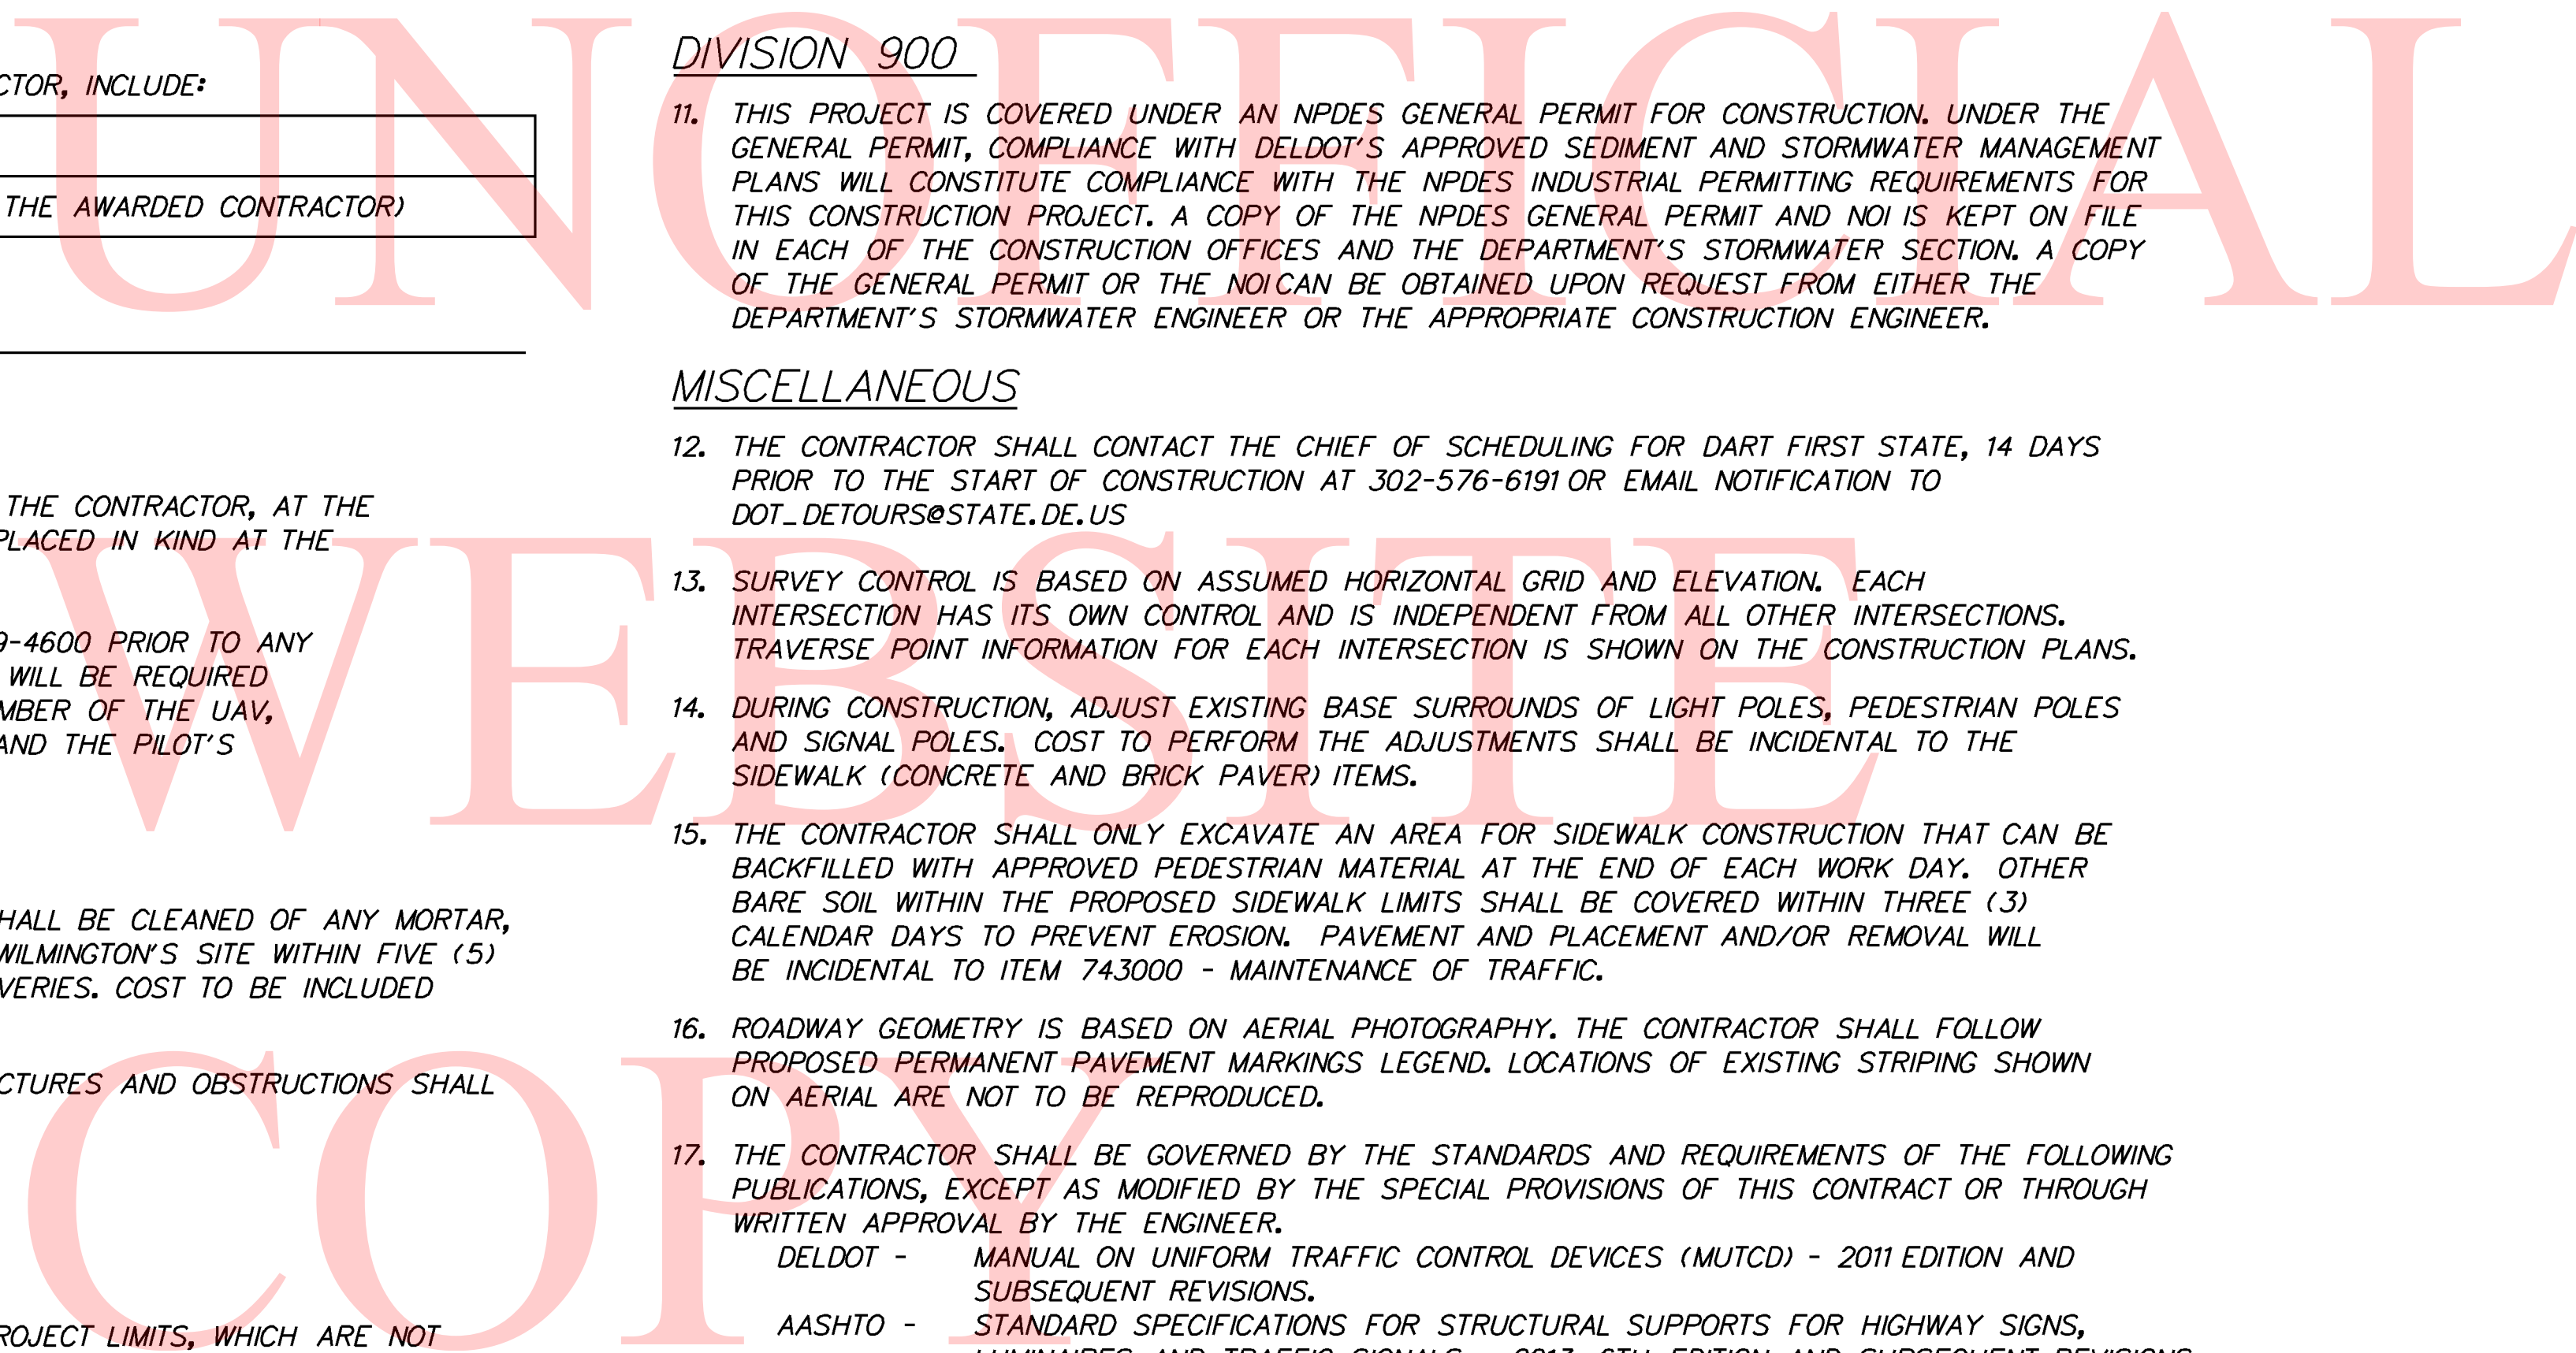 CTOR, INCLUDE:
THE AWARDED CONTRACTOR)
THE CONTRACTOR, AT THE
PLACED IN KIND AT THE
9-4600 PRIOR TO ANY
WILL BE REQUIRED
MBER OF THE UAV,
AND THE PILOT'S
HALL BE CLEANED OF ANY MORTAR,
WILMINGTON'S SITE WITHIN FIVE (5)
VERIES. COST TO BE INCLUDED
CTURES AND OBSTRUCTIONS SHALL
ROJECT LIMITS, WHICH ARE NOT
DIVISION 900
11. THIS PROJECT IS COVERED UNDER AN NPDES GENERAL PERMIT FOR CONSTRUCTION. UNDER THE
GENERAL PERMIT, COMPLIANCE WITH DELDOT'S APPROVED SEDIMENT AND STORMWATER MANAGEMENT
PLANS WILL CONSTITUTE COMPLIANCE WITH THE NPDES INDUSTRIAL PERMITTING REQUIREMENTS FOR
THIS CONSTRUCTION PROJECT. A COPY OF THE NPDES GENERAL PERMIT AND NOI IS KEPT ON FILE
IN EACH OF THE CONSTRUCTION OFFICES AND THE DEPARTMENT'S STORMWATER SECTION. A COPY
OF THE GENERAL PERMIT OR THE NOI CAN BE OBTAINED UPON REQUEST FROM EITHER THE
DEPARTMENT'S STORMWATER ENGINEER OR THE APPROPRIATE CONSTRUCTION ENGINEER.
MISCELLANEOUS
12. THE CONTRACTOR SHALL CONTACT THE CHIEF OF SCHEDULING FOR DART FIRST STATE, 14 DAYS
PRIOR TO THE START OF CONSTRUCTION AT 302-576-6191 OR EMAIL NOTIFICATION TO
DOT_DETOURS@STATE.DE.US
13. SURVEY CONTROL IS BASED ON ASSUMED HORIZONTAL GRID AND ELEVATION. EACH
INTERSECTION HAS ITS OWN CONTROL AND IS INDEPENDENT FROM ALL OTHER INTERSECTIONS.
TRAVERSE POINT INFORMATION FOR EACH INTERSECTION IS SHOWN ON THE CONSTRUCTION PLANS.
14. DURING CONSTRUCTION, ADJUST EXISTING BASE SURROUNDS OF LIGHT POLES, PEDESTRIAN POLES
AND SIGNAL POLES. COST TO PERFORM THE ADJUSTMENTS SHALL BE INCIDENTAL TO THE
SIDEWALK (CONCRETE AND BRICK PAVER) ITEMS.
15. THE CONTRACTOR SHALL ONLY EXCAVATE AN AREA FOR SIDEWALK CONSTRUCTION THAT CAN BE
BACKFILLED WITH APPROVED PEDESTRIAN MATERIAL AT THE END OF EACH WORK DAY. OTHER
BARE SOIL WITHIN THE PROPOSED SIDEWALK LIMITS SHALL BE COVERED WITHIN THREE (3)
CALENDAR DAYS TO PREVENT EROSION. PAVEMENT AND PLACEMENT AND/OR REMOVAL WILL
BE INCIDENTAL TO ITEM 743000 - MAINTENANCE OF TRAFFIC.
16. ROADWAY GEOMETRY IS BASED ON AERIAL PHOTOGRAPHY. THE CONTRACTOR SHALL FOLLOW
PROPOSED PERMANENT PAVEMENT MARKINGS LEGEND. LOCATIONS OF EXISTING STRIPING SHOWN
ON AERIAL ARE NOT TO BE REPRODUCED.
17. THE CONTRACTOR SHALL BE GOVERNED BY THE STANDARDS AND REQUIREMENTS OF THE FOLLOWING
PUBLICATIONS, EXCEPT AS MODIFIED BY THE SPECIAL PROVISIONS OF THIS CONTRACT OR THROUGH
WRITTEN APPROVAL BY THE ENGINEER.
DELDOT - MANUAL ON UNIFORM TRAFFIC CONTROL DEVICES (MUTCD) - 2011 EDITION AND
SUBSEQUENT REVISIONS.
AASHTO - STANDARD SPECIFICATIONS FOR STRUCTURAL SUPPORTS FOR HIGHWAY SIGNS,
LUMINAIRES AND TRAFFIC SIGNALS - 2013, 6TH EDITION AND SUBSEQUENT REVISIONS
UNOFFICIAL
WEBSITE
COPY